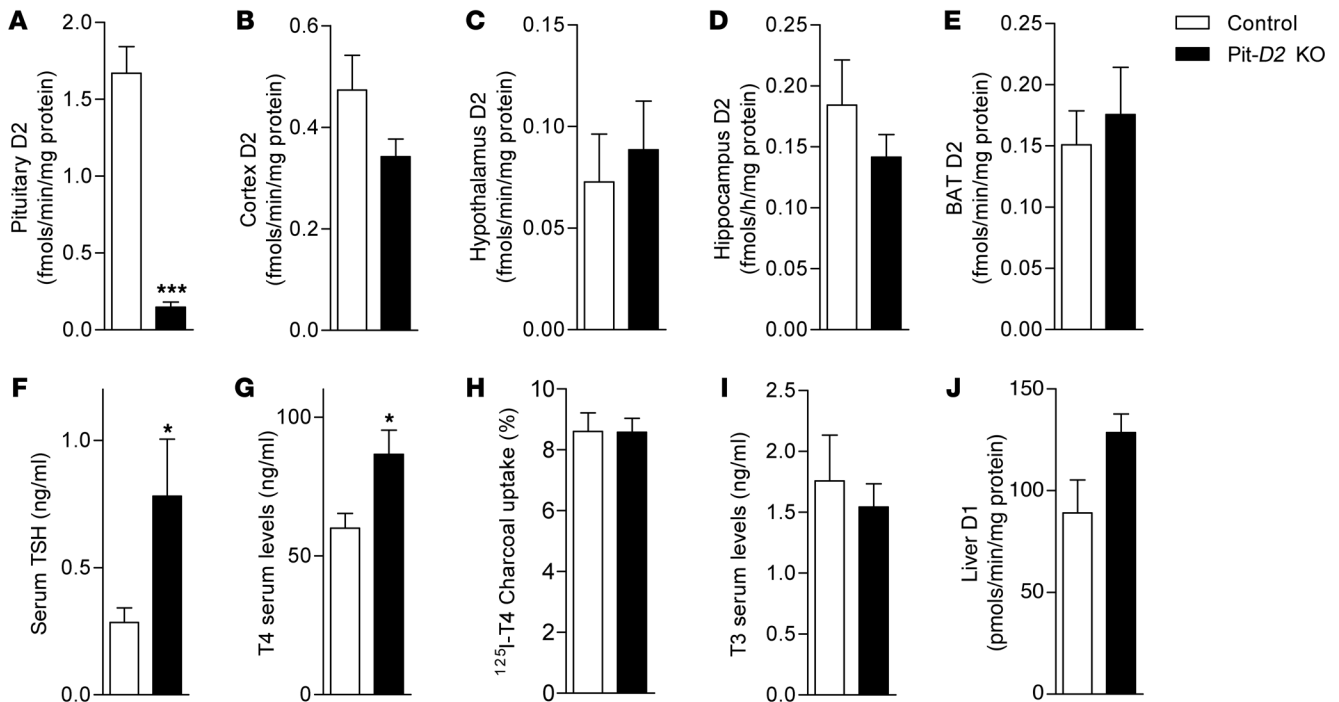 A
Pituitary D2
(fmols/min/mg protein)
2.0
1.5
1.0
0.5
0.0
***
B
Cortex D2
(fmols/min/mg protein)
0.6
0.4
0.2
0.0
C
Hypothalamus D2
(fmols/min/mg protein)
0.15
0.10
0.05
0.00
D
Hippocampus D2
(fmols/h/mg protein)
0.25
0.20
0.15
0.10
0.05
0.00
E
BAT D2
(fmols/min/mg protein)
0.25
0.20
0.15
0.10
0.05
0.00
Control
Pit-D2 KO
F
Serum TSH (ng/ml)
1.0
0.5
0.0
*
G
T4 serum levels (ng/ml)
100
50
0
*
H
¹²⁵I-T4 Charcoal uptake (%)
10
8
6
4
2
0
I
T3 serum levels (ng/ml)
2.5
2.0
1.5
1.0
0.5
0.0
J
Liver D1
(pmols/min/mg protein)
150
100
50
0